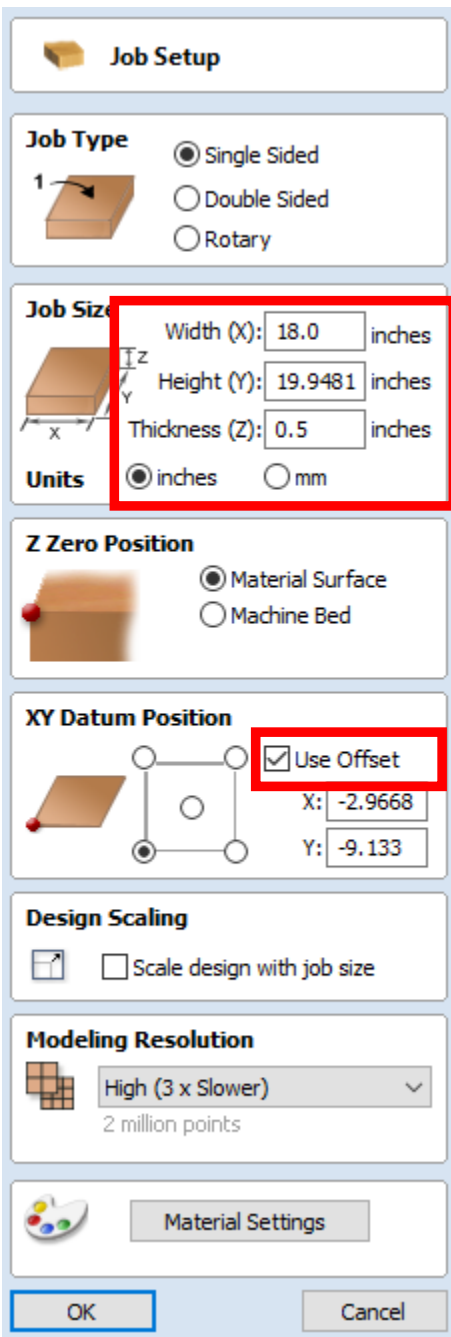 Job Setup
Job Type
Single Sided
1
Double Sided
Rotary
Job Size
Width (X): 18.0 inches
Z
Height (Y): 19.9481 inches
Y
Thickness (Z): 0.5 inches
X
Units inches mm
Z Zero Position
Material Surface
Machine Bed
XY Datum Position
Use Offset
X: -2.9668
Y: -9.133
Design Scaling
Scale design with job size
Modeling Resolution
High (3 x Slower)
2 million points
Material Settings
OK Cancel